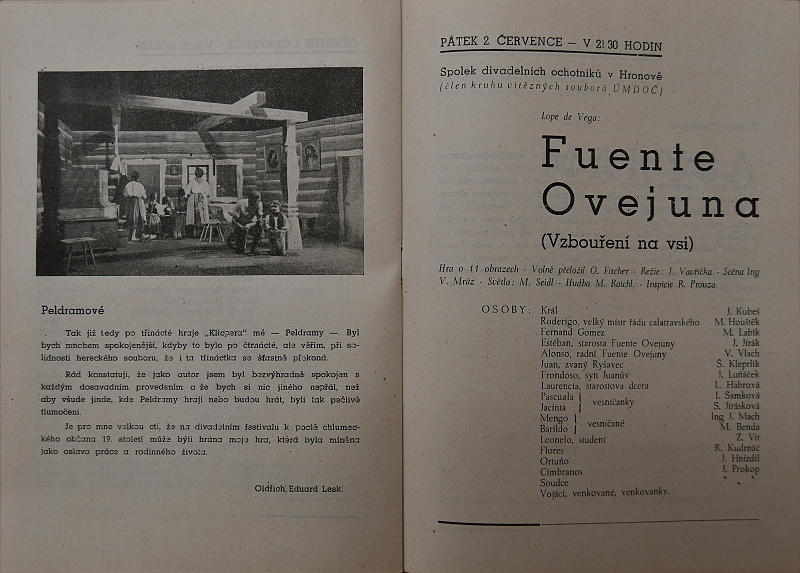 Peldramové
Tak již tedy po třinácté hraje „Klicpera" mé — Peldramy —. Byl
bych mnohem spokojenější, kdyby to bylo po čtrnácté, ale věřím, při so-
lidnosti hereckého souboru, že i ta třináctka se šťastně překoná.
Rád konstatuji, že jako autor jsem byl bezvýhradně spokojen s
každým dosavadním provedením a že bych si nic jiného nepřál, než
aby všude jinde, kde Peldramy hrají nebo budou hrát, byli tak pečlivě
tlumočeni.
Je pro mne velkou ctí, že na divadelním festivalu k poctě chlumec-
kého občana 19. století může býti hrána moje hra, která byla míněna
jako oslava práce a rodinného života.
Oldřich Eduard Lesk.
PÁTEK 2. ČERVENCE — V 21 30 HODIN
Spolek divadelních ochotníků v Hronově
(člen kruhu vítězných souborů ÚMDOČ)
Lope de Vega:
Fuente
Ovejuna
(Vzbouření na vsi)
Hra o 11 obrazech - Volně přeložil O. Fischer - Režie: J. Vavřička - Scéna Ing
V. Mráz - Světla: M. Seidl - Hudba M. Raichl. - Inspicie R. Prouza
OSOBY: Král J. Kubeš
Roderigo, velký mistr řádu calatravského M. Houštěk
Fernand Gomez M. Labík
Estéban, starosta Fuente Ovejuny J. Jirák
Alonso, radní Fuente Ovejuny V. Vlach
Juan, zvaný Ryšavec S. Kleprlík
Frondoso, syn Juanův J. Luňáček
Laurencia, starostova dcera L. Habrová
Pascuala } vesničanky I. Samková
Jacinta S. Jirásková
Mengo } vesničané Ing J. Mach
Barildo M. Benda
Leonelo, student Z. Vít
Flores R. Kudrnáč
Ortuño J. Hnízdil
Cimbranos J. Prokop
Soudce * * *
Vojáci, venkované, venkovanky.